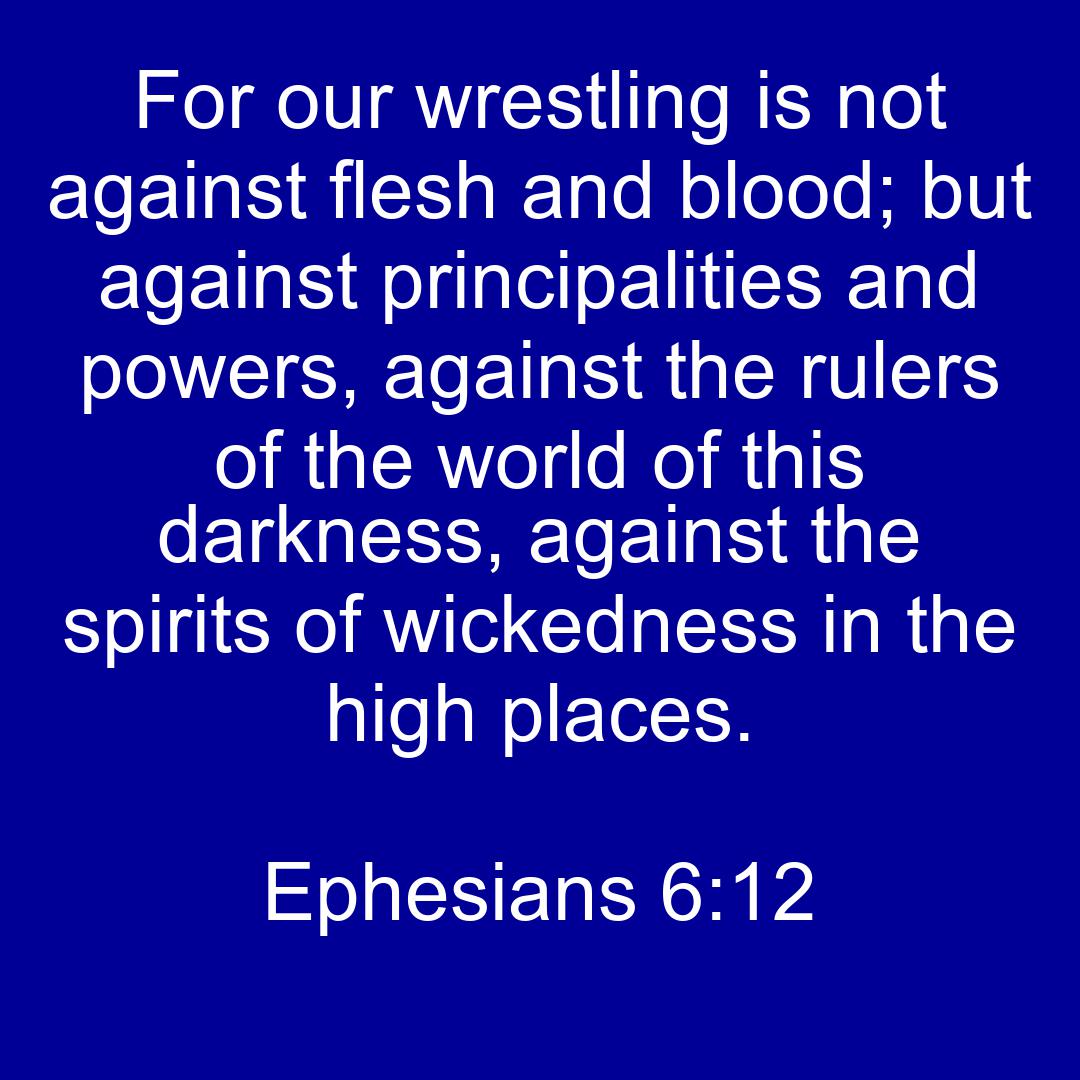 For our wrestling is not
against flesh and blood; but
against principalities and
powers, against the rulers
of the world of this
darkness, against the
spirits of wickedness in the
high places.
Ephesians 6:12